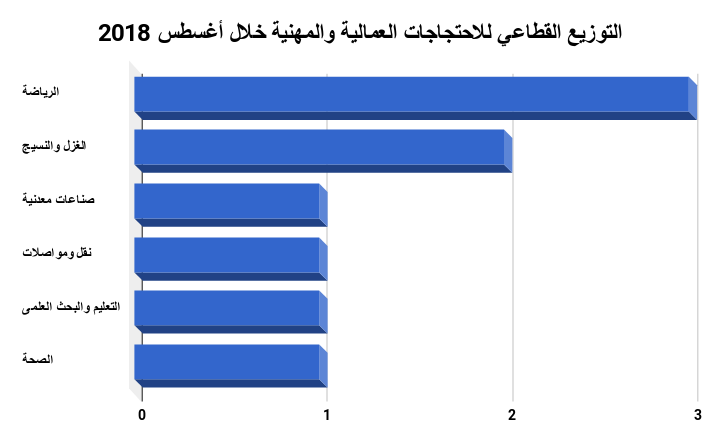 التوزيع القطاعي للاحتجاجات العمالية والمهنية خلال أغسطس 2018
الرياضة
الغزل والنسيج
صناعات معدنية
نقل ومواصلات
التعليم والبحث العلمى
الصحة
0 1 2 3